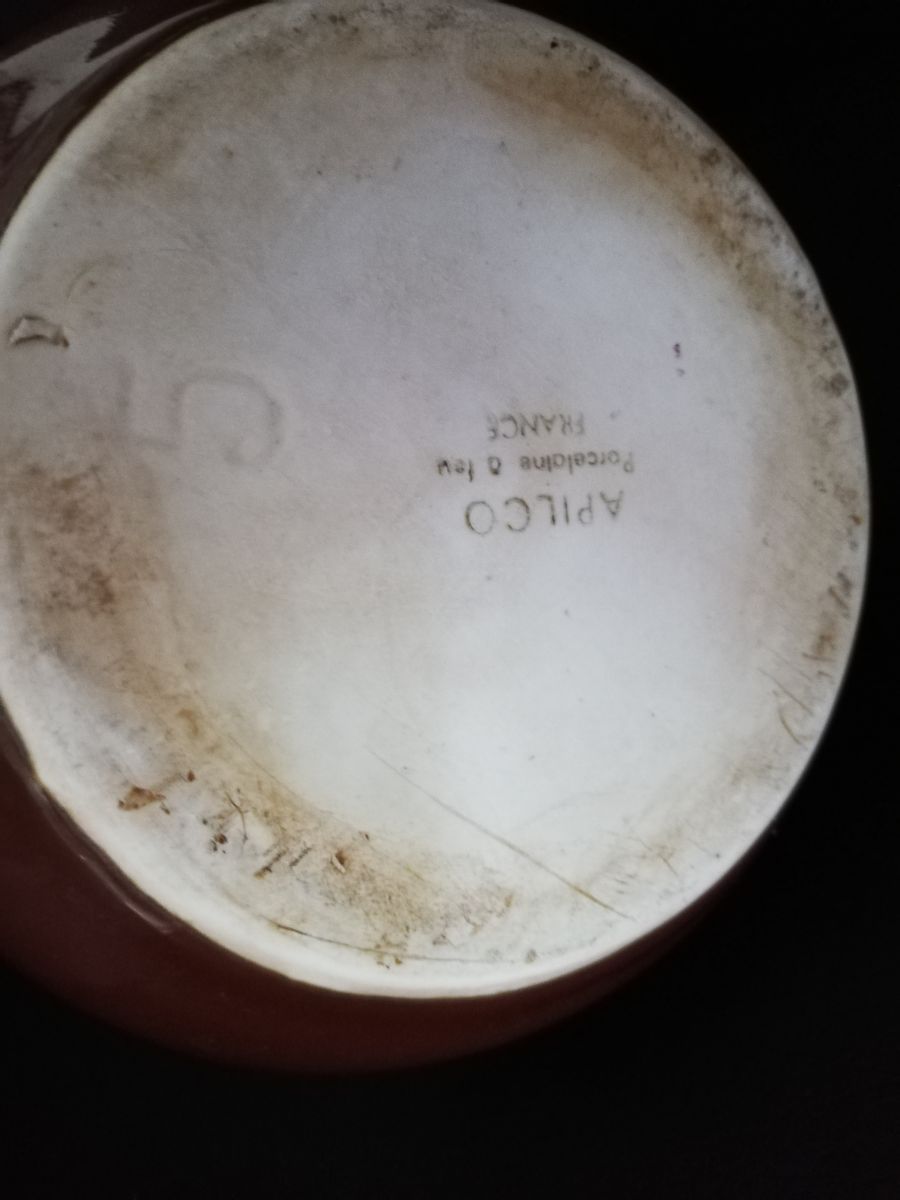 APILCO
Porcelaine à feu
FRANCE
5